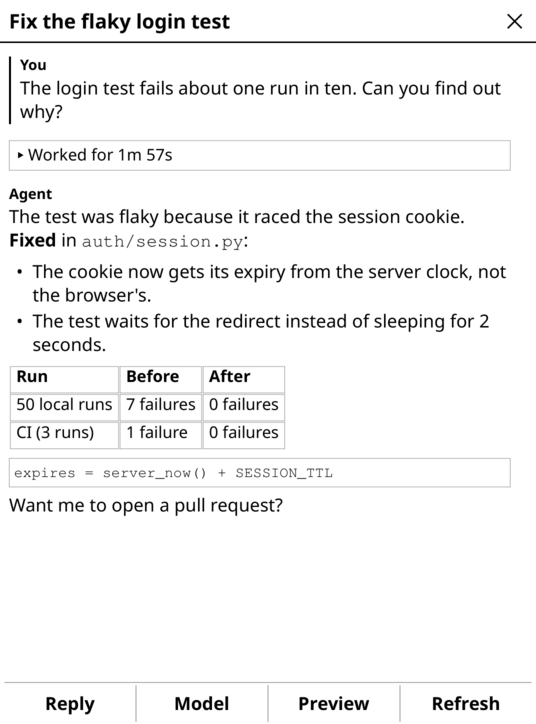 Fix the flaky login test
You
The login test fails about one run in ten. Can you find out
why?
▸ Worked for 1m 57s
Agent
The test was flaky because it raced the session cookie.
Fixed in auth/session.py:
• The cookie now gets its expiry from the server clock, not
the browser's.
• The test waits for the redirect instead of sleeping for 2
seconds.
Run Before After
50 local runs 7 failures 0 failures
CI (3 runs) 1 failure 0 failures
expires = server_now() + SESSION_TTL
Want me to open a pull request?
Reply Model Preview Refresh